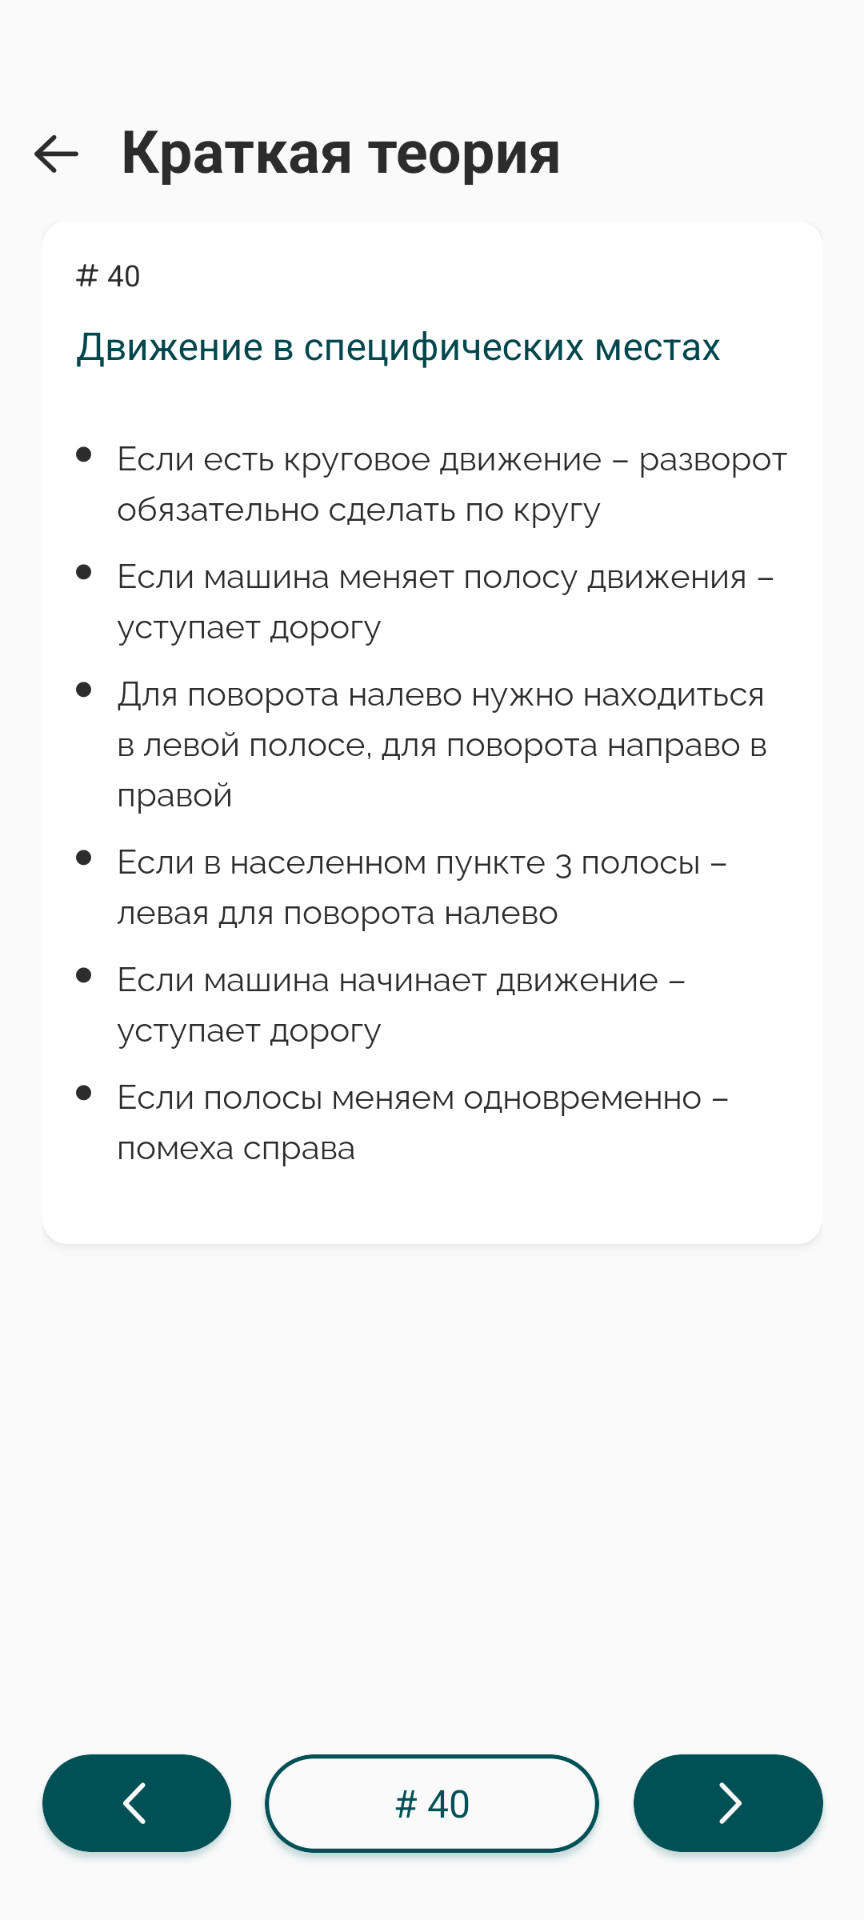 Краткая теория
# 40
Движение в специфических местах
• Если есть круговое движение – разворот
обязательно сделать по кругу
• Если машина меняет полосу движения –
уступает дорогу
• Для поворота налево нужно находиться
в левой полосе, для поворота направо в
правой
• Если в населенном пункте 3 полосы –
левая для поворота налево
• Если машина начинает движение –
уступает дорогу
• Если полосы меняем одновременно –
помеха справа
# 40